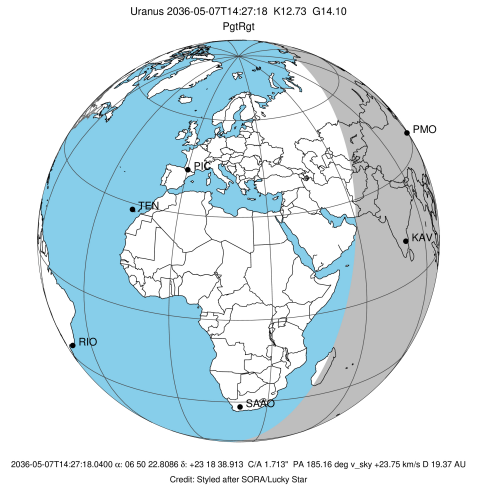 Uranus 2036-05-07T14:27:18 K12.73 G14.10
PgtRgt
PMO
PIC
TEN
KAV
RIO
SAAO
2036-05-07T14:27:18.0400 α: 06 50 22.8086 δ: +23 18 38.913 C/A 1.713" PA 185.16 deg v_sky +23.75 km/s D 19.37 AU
Credit: Styled after SORA/Lucky Star